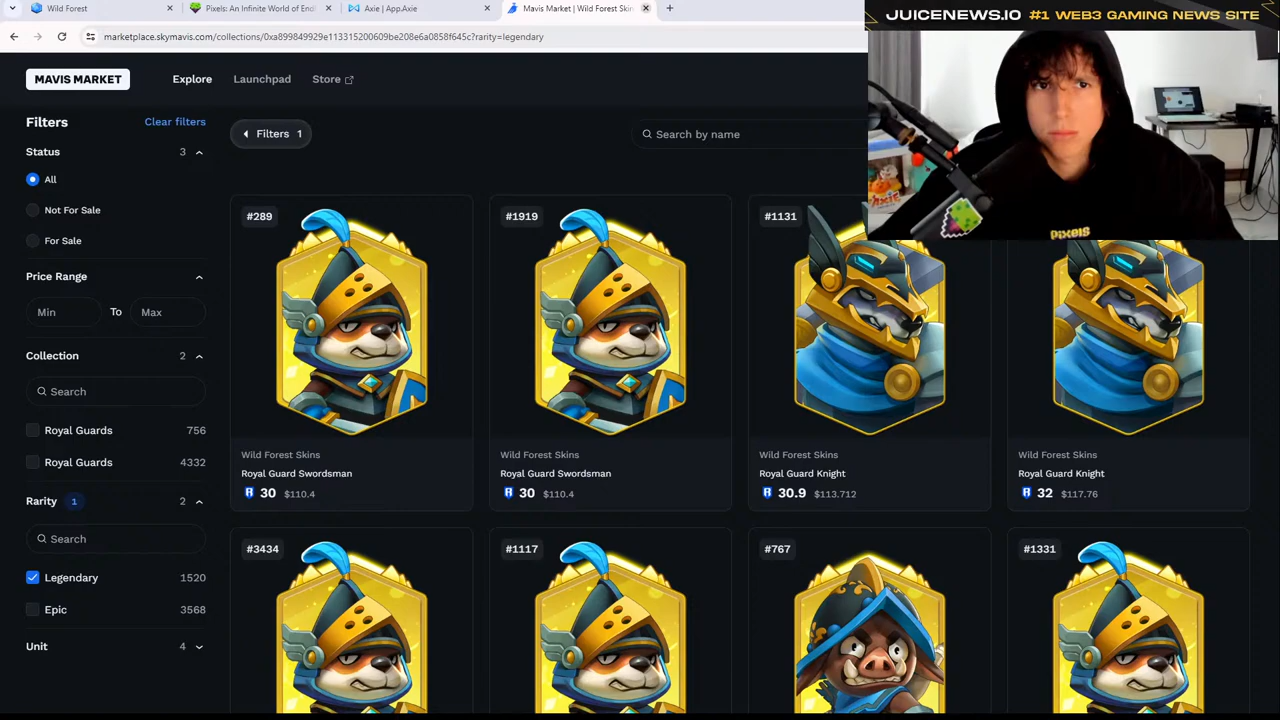 Wild Forest
Pixels: An Infinite World of End
Axie | App.Axie
Mavis Market | Wild Forest Skin
marketplace.skymavis.com/collections/0xa899849929e113315200609be208e6a0858f645c?rarity=legendary
JUICENEWS.IO #1 WEB3 GAMING NEWS SITE
MAVIS MARKET
Explore
Launchpad
Store
Filters
Clear filters
Filters 1
Search by name
Status 3
All
Not For Sale
For Sale
Price Range
Min To Max
Collection 2
Search
Royal Guards 756
Royal Guards 4332
Rarity 1 2
Search
Legendary 1520
Epic 3568
Unit 4
#289
Wild Forest Skins
Royal Guard Swordsman
30 $110.4
#1919
Wild Forest Skins
Royal Guard Swordsman
30 $110.4
#1131
Wild Forest Skins
Royal Guard Knight
30.9 $113.712
Wild Forest Skins
Royal Guard Knight
32 $117.76
#3434
#1117
#767
#1331
Pixels